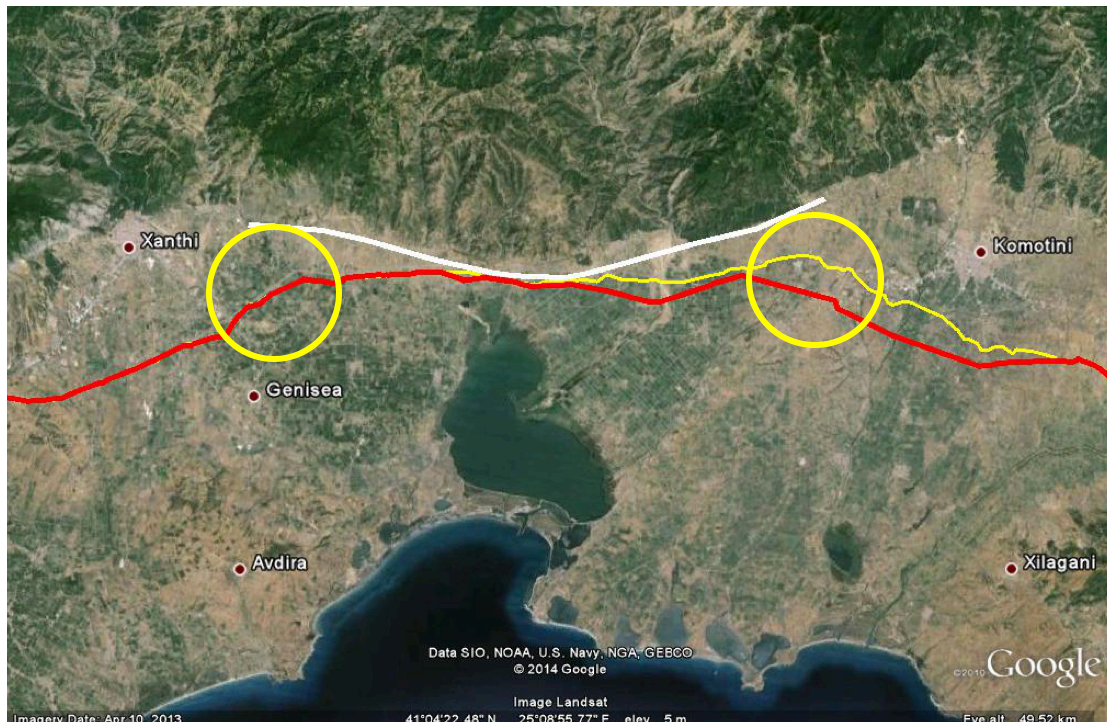 Xanthi
Komotini
Genisea
Avdira
Xilagani
Data SIO, NOAA, U.S. Navy, NGA, GEBCO
© 2014 Google
©2010 Google
Image Landsat
Imagery Date: Apr 10, 2013 41°04'22.48" N 25°08'55.77" E elev 5 m Eye alt 49.52 km